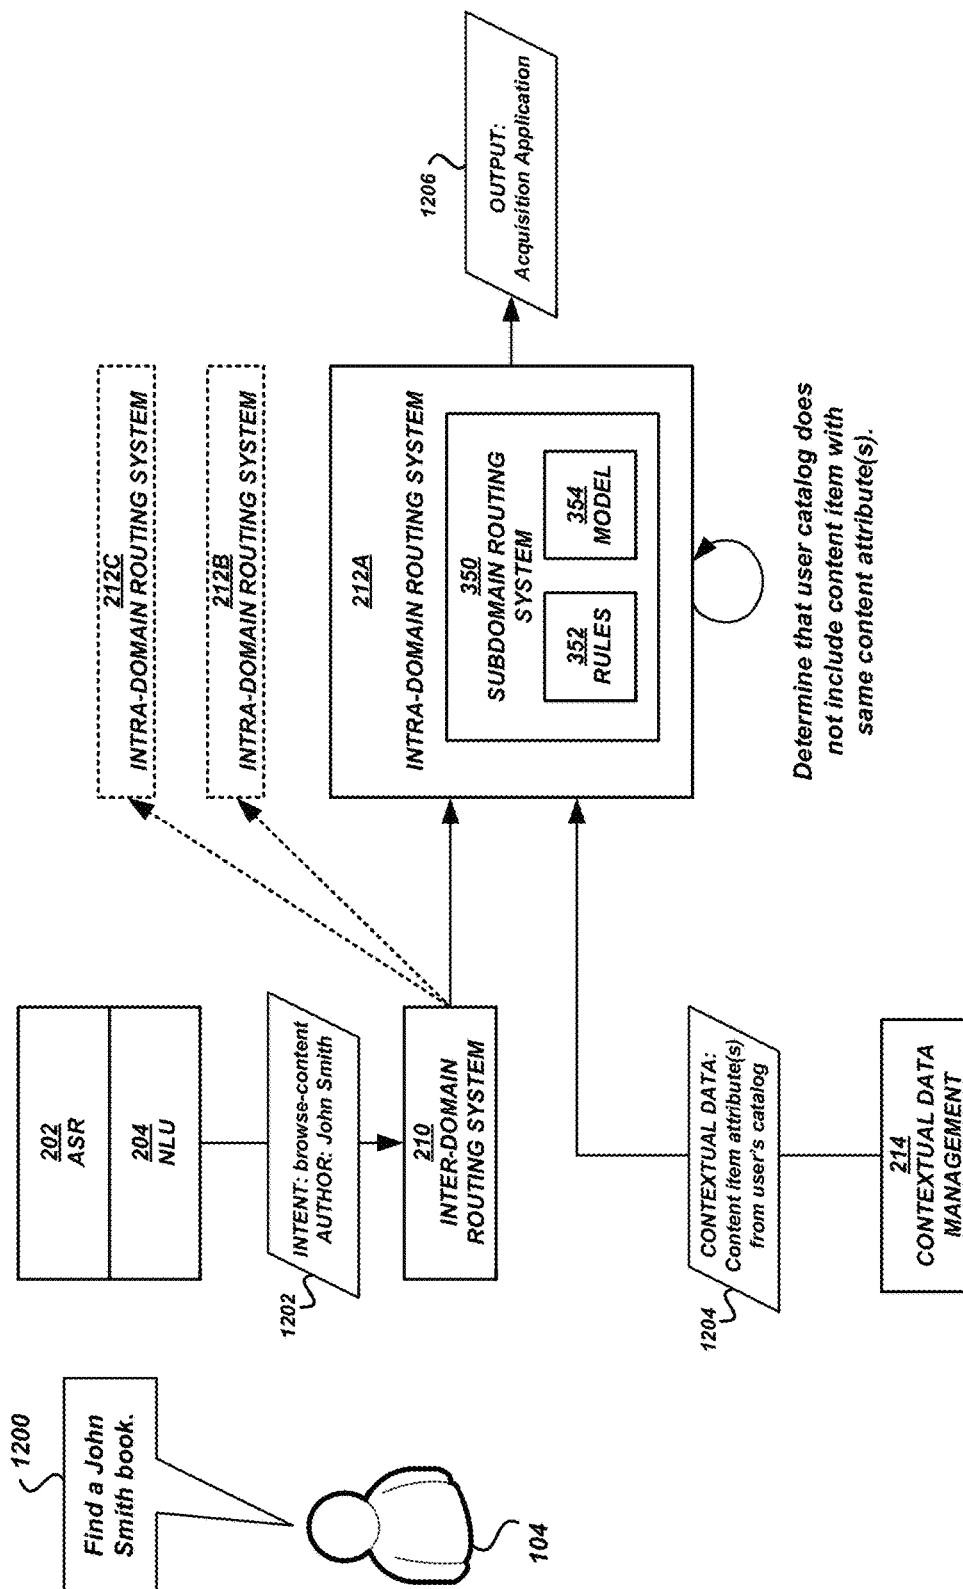 1200
Find a John
Smith book.
104
202
ASR
204
NLU
1202
INTENT: browse-content
AUTHOR: John Smith
210
INTER-DOMAIN
ROUTING SYSTEM
1204
CONTEXTUAL DATA:
Content item attribute(s)
from user's catalog
214
CONTEXTUAL DATA
MANAGEMENT
212C
INTRA-DOMAIN ROUTING SYSTEM
212B
INTRA-DOMAIN ROUTING SYSTEM
212A
INTRA-DOMAIN ROUTING SYSTEM
350
SUBDOMAIN ROUTING
SYSTEM
352
RULES
354
MODEL
Determine that user catalog does
not include content item with
same content attribute(s).
1206
OUTPUT:
Acquisition Application